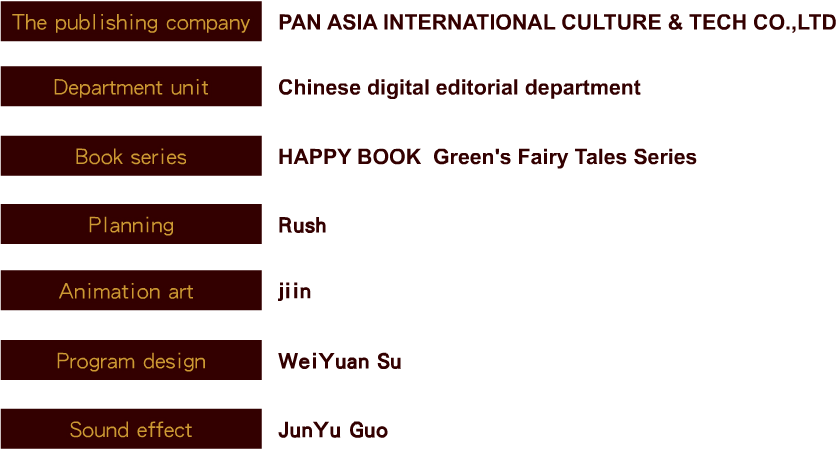 The publishing company PAN ASIA INTERNATIONAL CULTURE & TECH CO.,LTD
Department unit Chinese digital editorial department
Book series HAPPY BOOK  Green's Fairy Tales Series
Planning Rush
Animation art jiin
Program design WeiYuan Su
Sound effect JunYu Guo